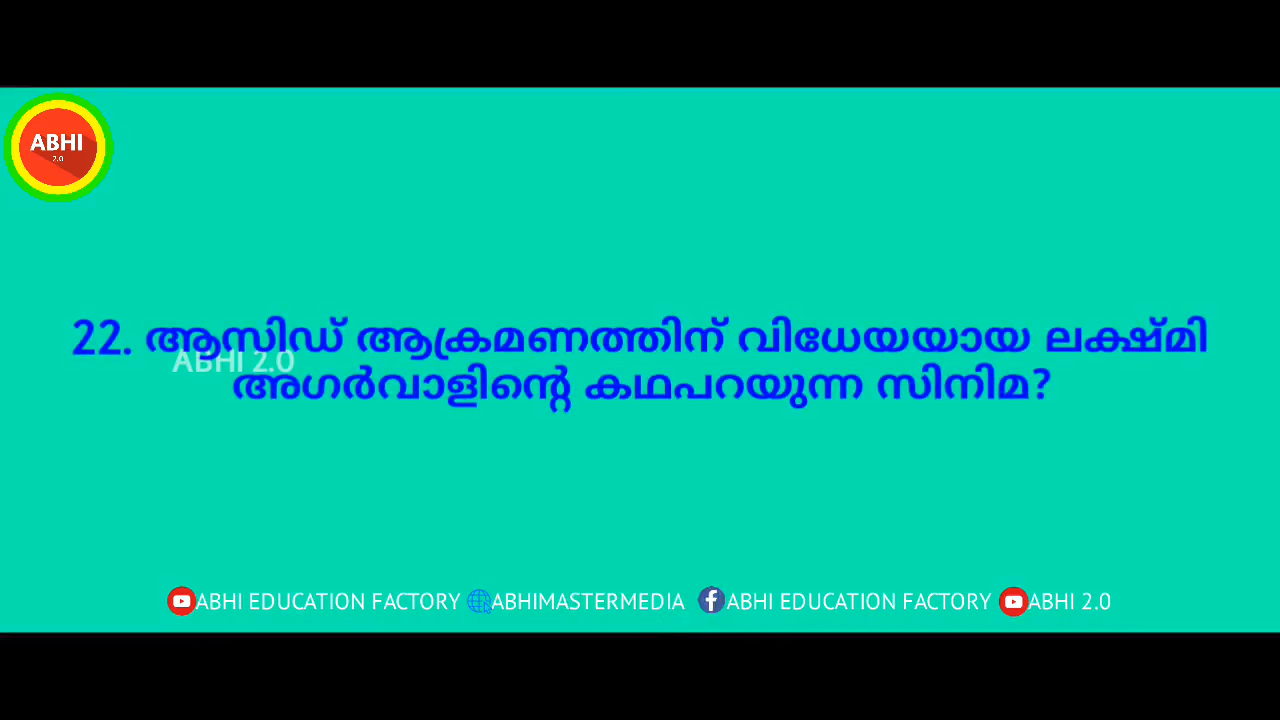 ABHI
2.0
22. ആസിഡ് ആക്രമണത്തിന് വിധേയയായ ലക്ഷ്മി
ABHI 2.0
അഗർവാളിന്റെ കഥപറയുന്ന സിനിമ?
ABHI EDUCATION FACTORY ABHIMASTERMEDIA ABHI EDUCATION FACTORY ABHI 2.0